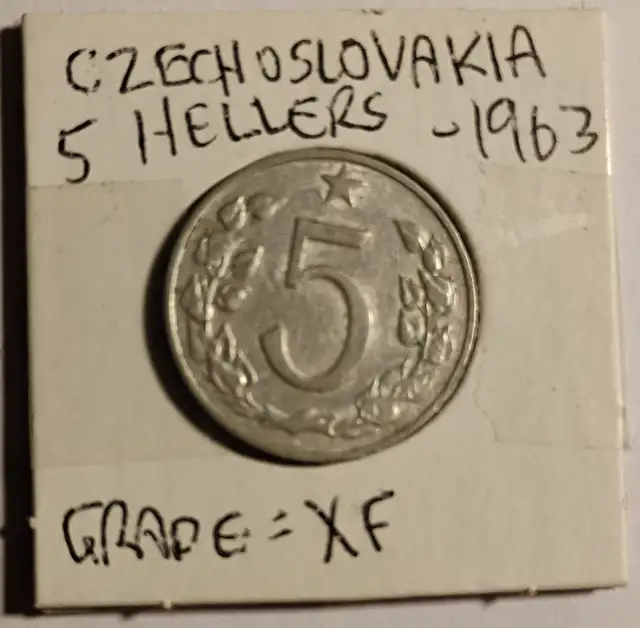 CZECHOSLOVAKIA
5 HELLERS -1963
5
GRADE = XF